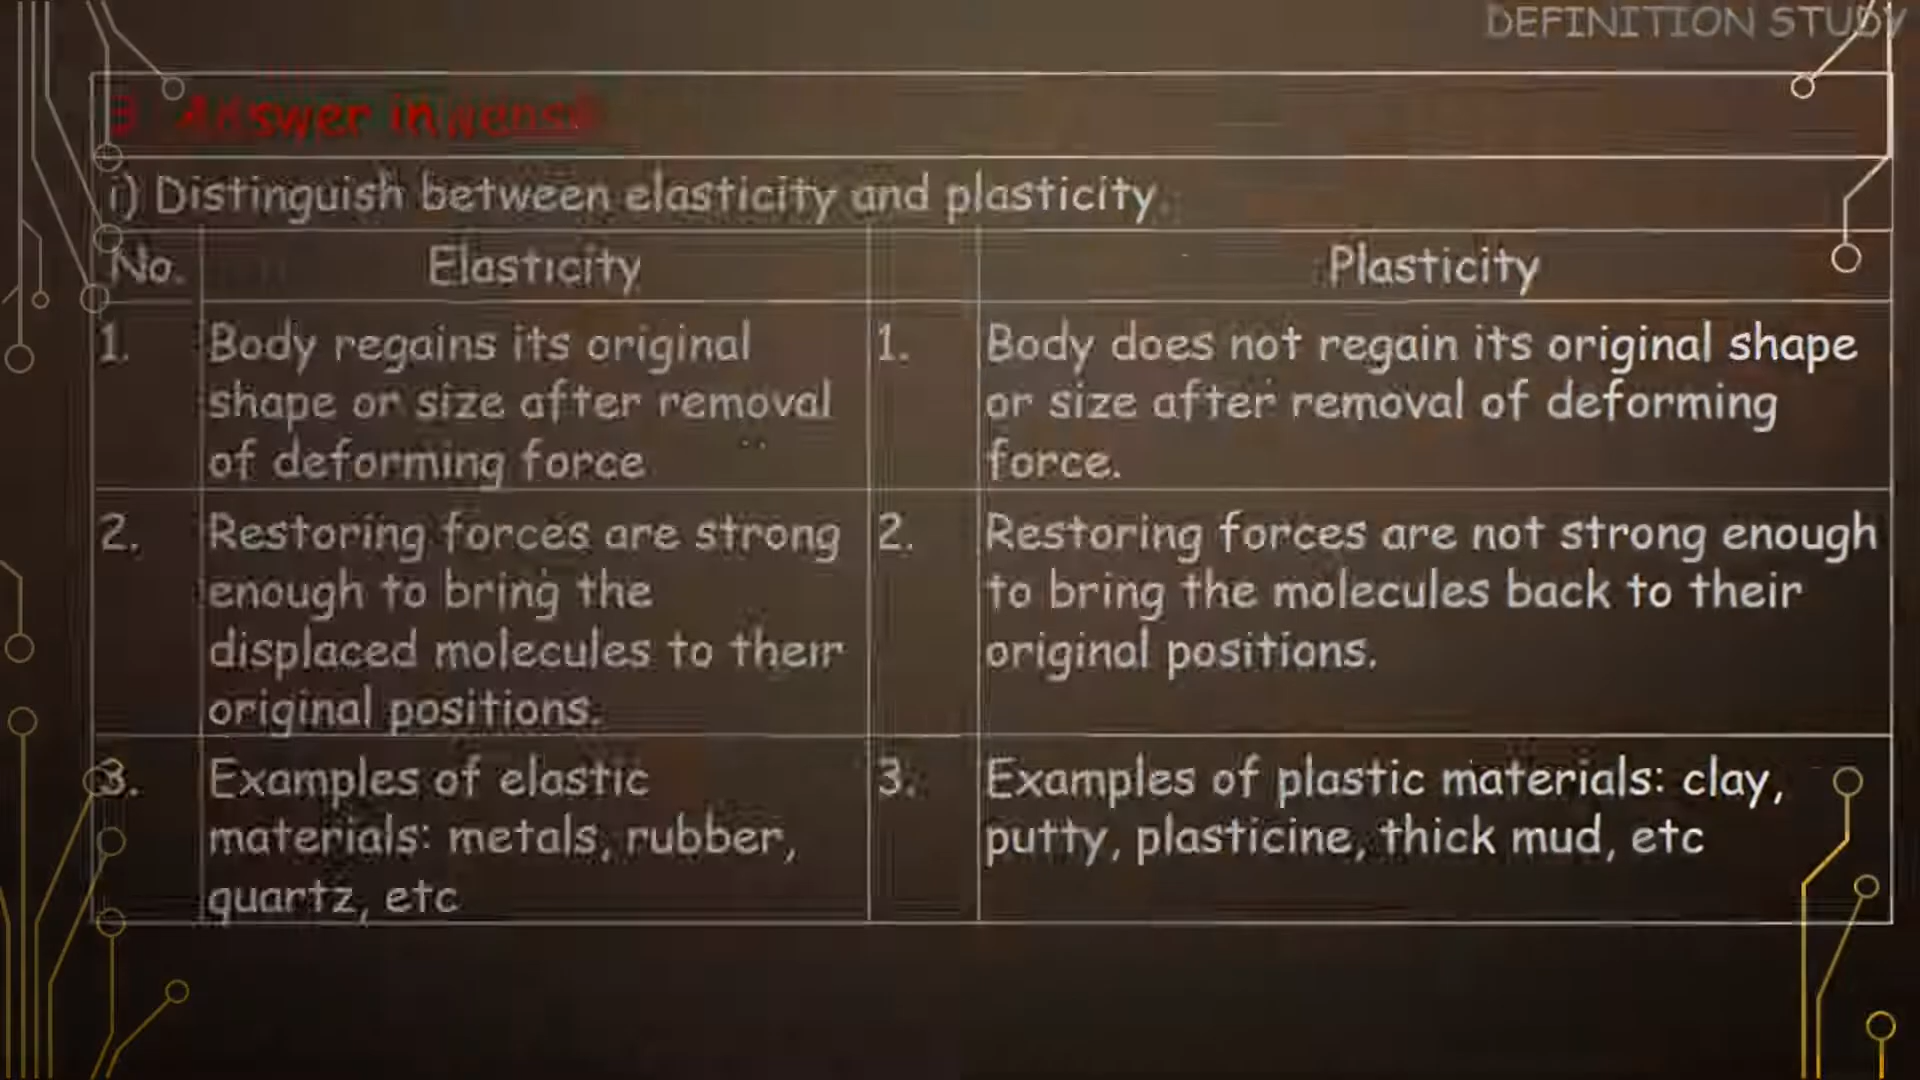 DEFINITION STUDY
3. Answer in
i) Distinguish between elasticity and plasticity.
No. Elasticity Plasticity
1. Body regains its original
shape or size after removal
of deforming force
1. Body does not regain its original shape
or size after removal of deforming
force.
2. Restoring forces are strong
enough to bring the
displaced molecules to their
original positions.
2. Restoring forces are not strong enough
to bring the molecules back to their
original positions.
3. Examples of elastic
materials: metals, rubber,
quartz, etc
3. Examples of plastic materials: clay,
putty, plasticine, thick mud, etc